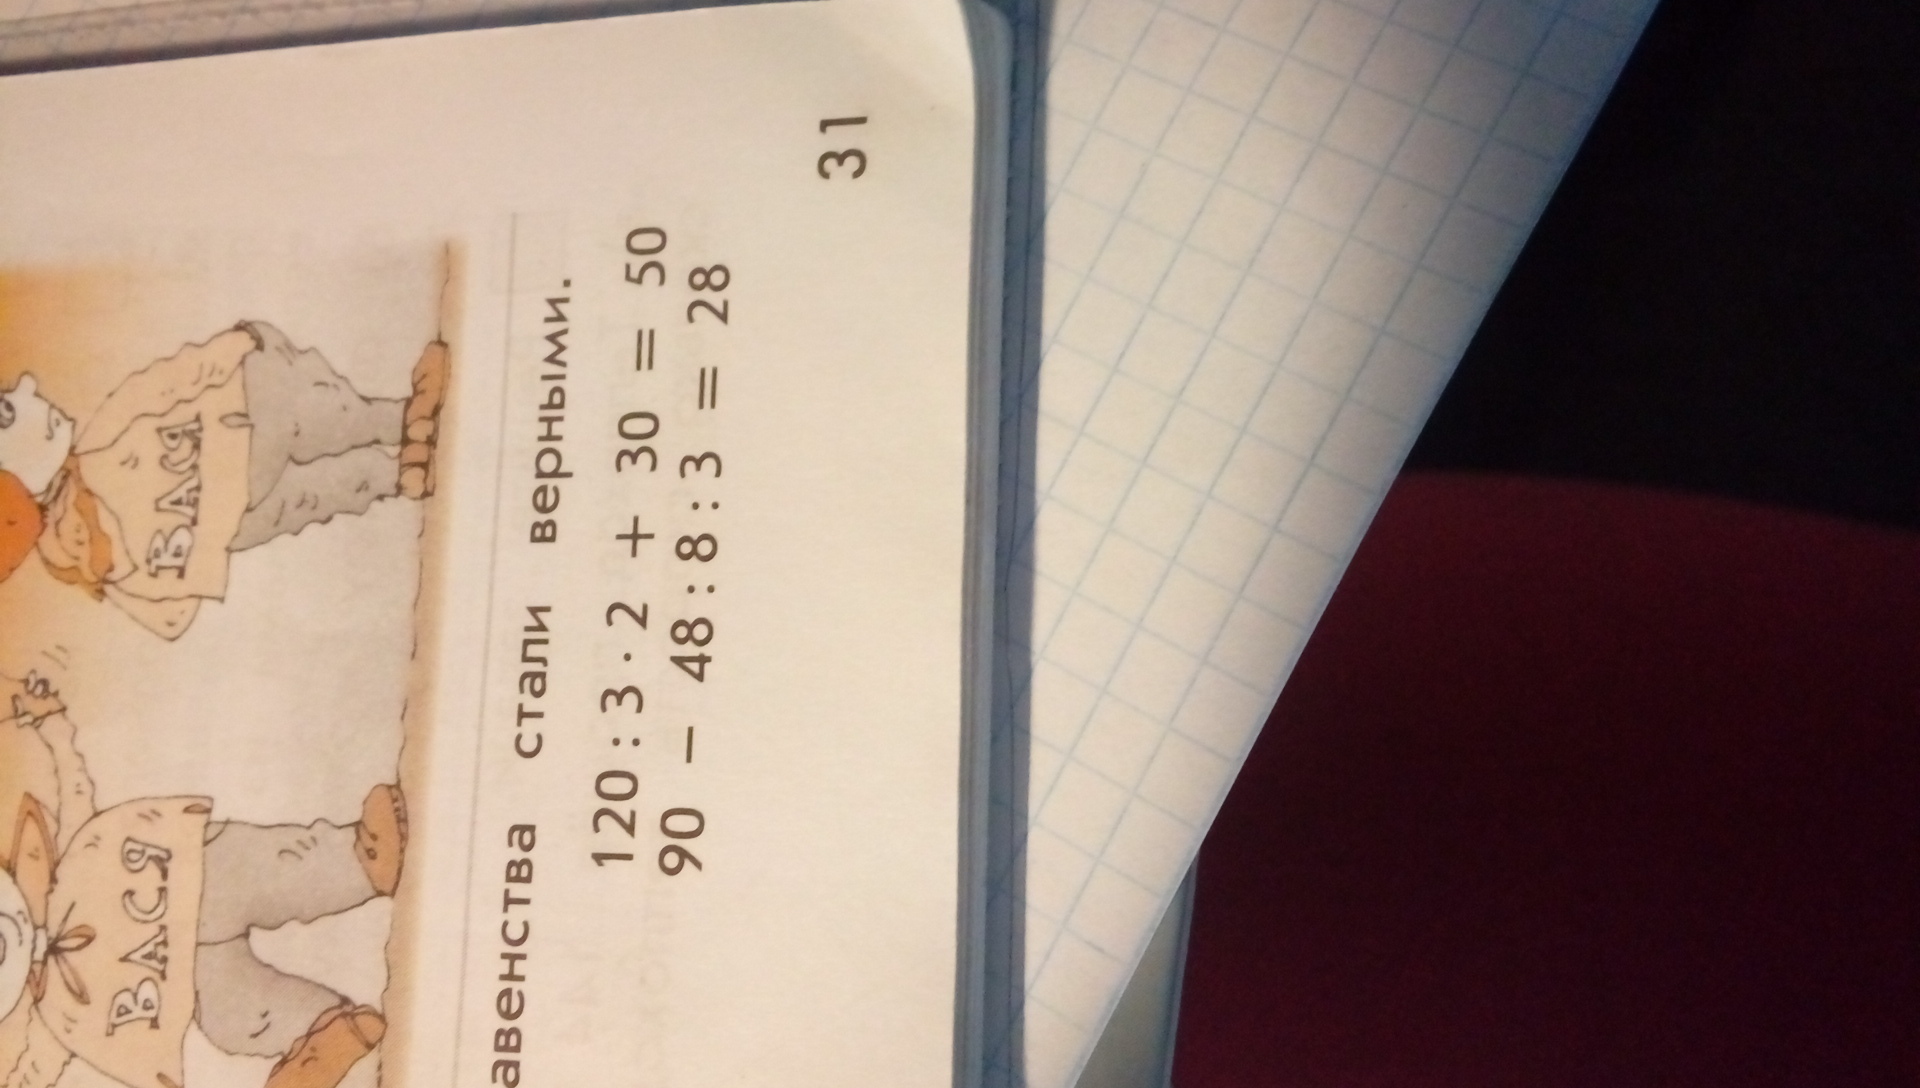 ВАСЯ
ВАСЯ
авенства стали верными.
120 : 3 · 2 + 30 = 50
90 − 48 : 8 : 3 = 28
31